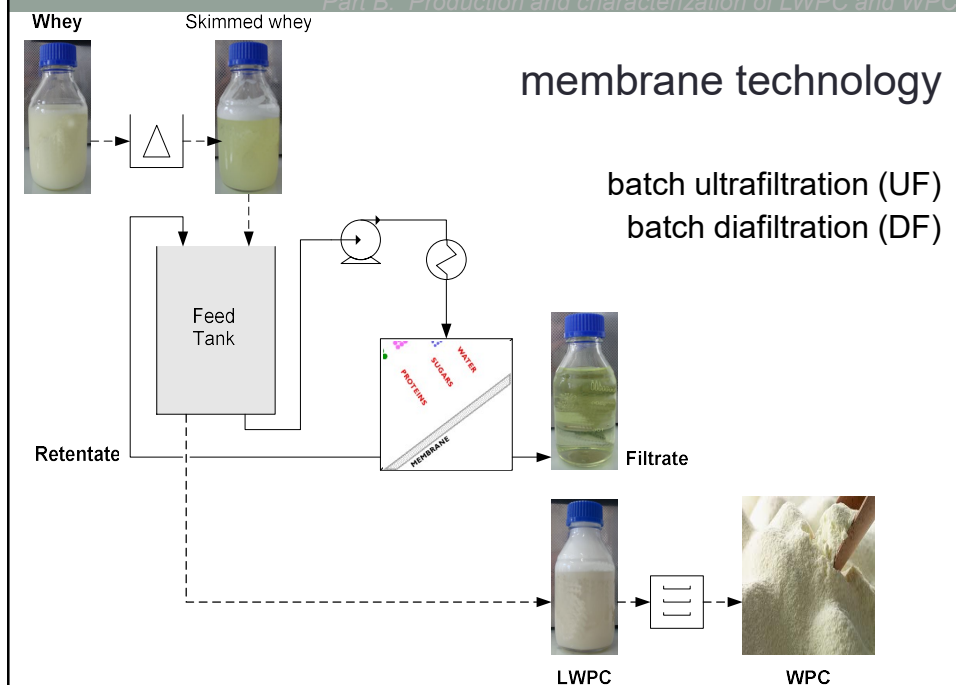 Part B: Production and characterization of LWPC and WPC
Whey
Skimmed whey
membrane technology
batch ultrafiltration (UF)
batch diafiltration (DF)
Feed
Tank
WATER
SUGARS
PROTEINS
MEMBRANE
Retentate
Filtrate
LWPC
WPC